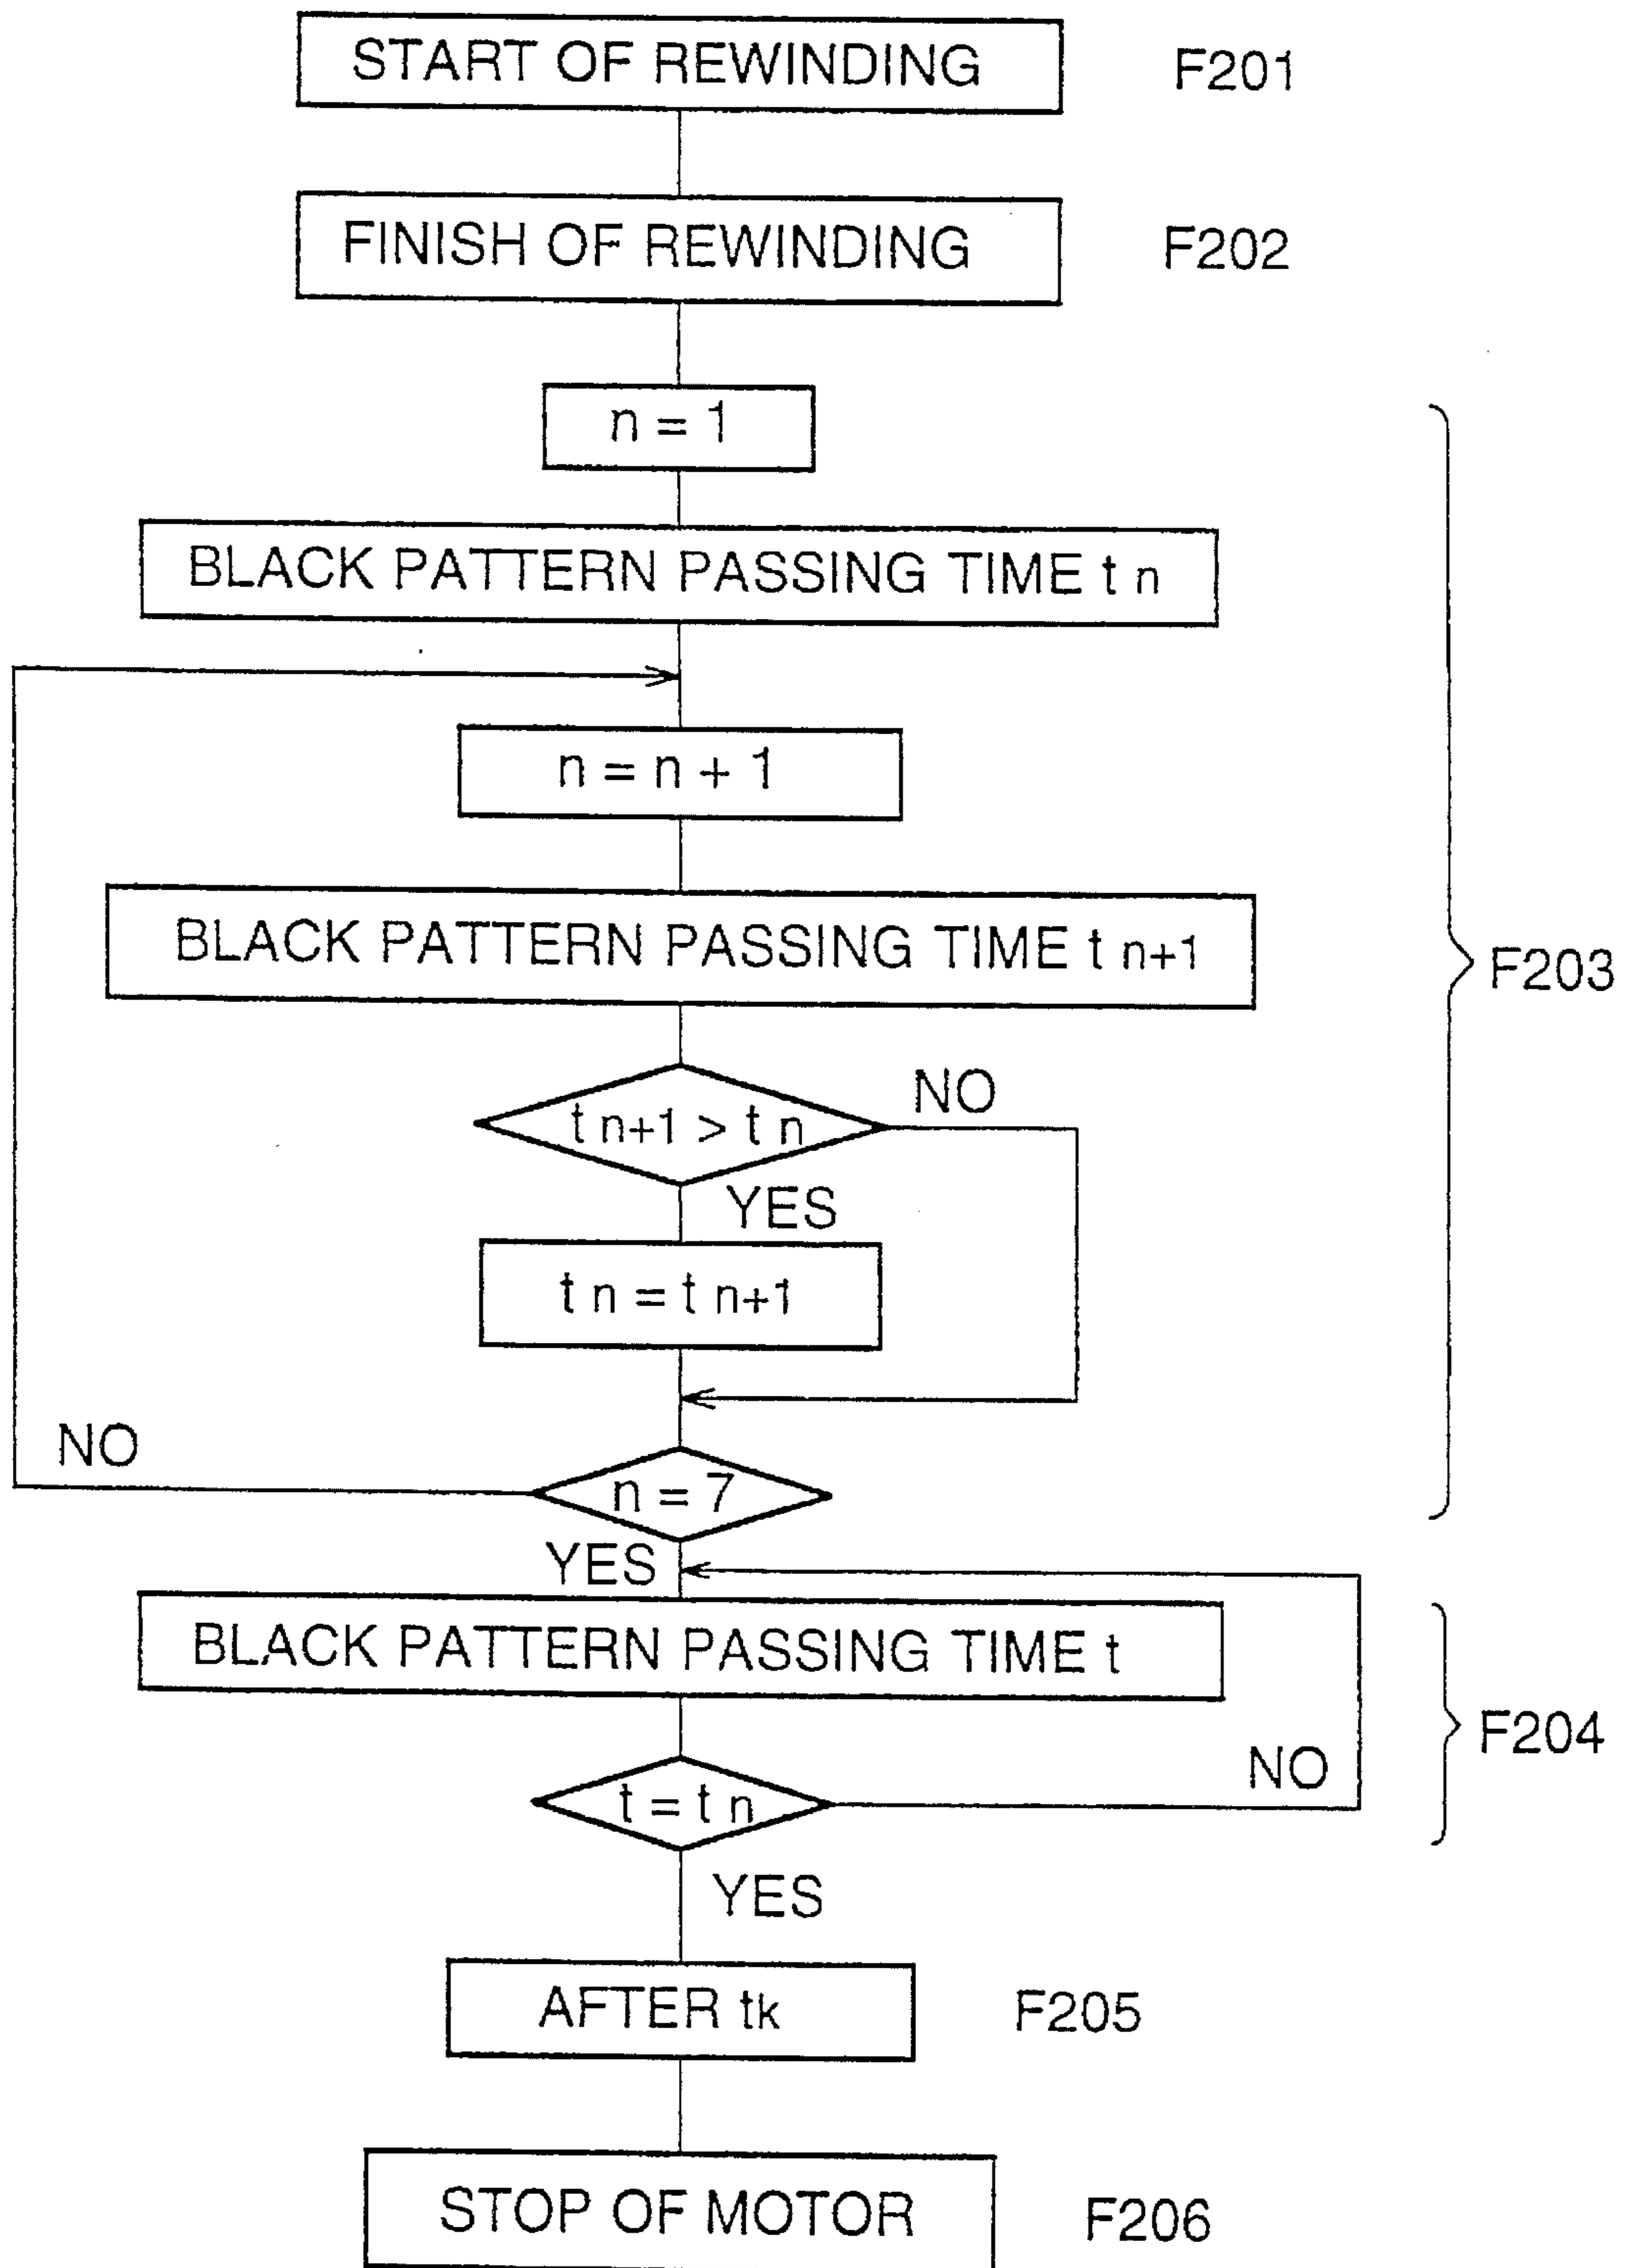 START OF REWINDING F201
FINISH OF REWINDING F202
n = 1
BLACK PATTERN PASSING TIME t n
n = n + 1
BLACK PATTERN PASSING TIME t n+1
F203
t n+1 > t n NO
YES
t n = t n+1
NO
n = 7
YES
BLACK PATTERN PASSING TIME t
F204
NO
t = t n
YES
AFTER tk F205
STOP OF MOTOR F206